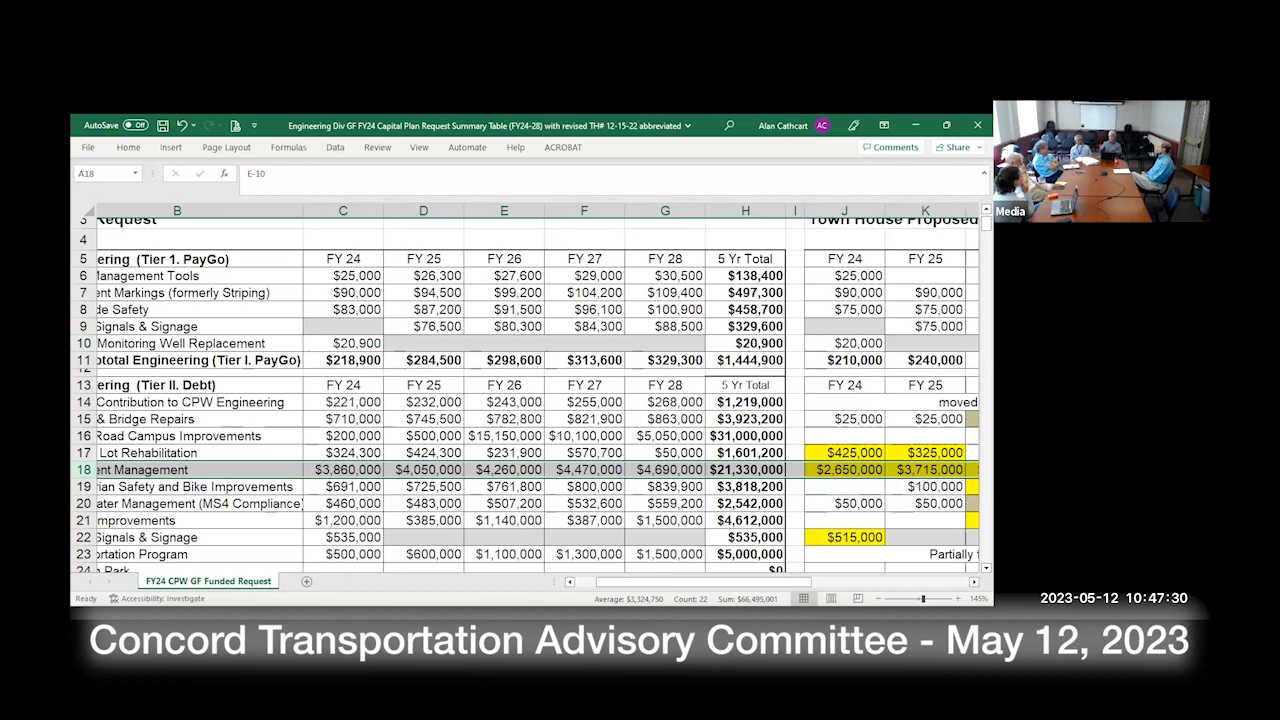 AutoSave Off Engineering Div GF FY24 Capital Plan Request Summary Table (FY24-28) with revised TH# 12-15-22 abbreviated Alan Cathcart AC
File Home Insert Page Layout Formulas Data Review View Automate Help ACROBAT Comments Share
A18 fx E-10
B C D E F G H I J K
3 Request Town House Proposed
4
5 ering (Tier 1. PayGo) FY 24 FY 25 FY 26 FY 27 FY 28 5 Yr Total FY 24 FY 25
6 Management Tools $25,000 $26,300 $27,600 $29,000 $30,500 $138,400 $25,000
7 ent Markings (formerly Striping) $90,000 $94,500 $99,200 $104,200 $109,400 $497,300 $90,000 $90,000
8 de Safety $83,000 $87,200 $91,500 $96,100 $100,900 $458,700 $75,000 $75,000
9 Signals & Signage $76,500 $80,300 $84,300 $88,500 $329,600 $75,000
10 Monitoring Well Replacement $20,900 $20,900 $20,000
11 ototal Engineering (Tier I. PayGo) $218,900 $284,500 $298,600 $313,600 $329,300 $1,444,900 $210,000 $240,000
12
13 ering (Tier II. Debt) FY 24 FY 25 FY 26 FY 27 FY 28 5 Yr Total FY 24 FY 25
14 Contribution to CPW Engineering $221,000 $232,000 $243,000 $255,000 $268,000 $1,219,000 moved
15 & Bridge Repairs $710,000 $745,500 $782,800 $821,900 $863,000 $3,923,200 $25,000 $25,000
16 Road Campus Improvements $200,000 $500,000 $15,150,000 $10,100,000 $5,050,000 $31,000,000
17 Lot Rehabilitation $324,300 $424,300 $231,900 $570,700 $50,000 $1,601,200 $425,000 $325,000
18 ent Management $3,860,000 $4,050,000 $4,260,000 $4,470,000 $4,690,000 $21,330,000 $2,650,000 $3,715,000
19 rian Safety and Bike Improvements $691,000 $725,500 $761,800 $800,000 $839,900 $3,818,200 $100,000
20 ater Management (MS4 Compliance) $460,000 $483,000 $507,200 $532,600 $559,200 $2,542,000 $50,000 $50,000
21 mprovements $1,200,000 $385,000 $1,140,000 $387,000 $1,500,000 $4,612,000
22 Signals & Signage $535,000 $535,000 $515,000
23 ortation Program $500,000 $600,000 $1,100,000 $1,300,000 $1,500,000 $5,000,000 Partially
24 n Park $0
FY24 CPW GF Funded Request
Ready Accessibility: Investigate Average: $3,324,750 Count: 22 Sum: $66,495,001 145%
Media
2023-05-12 10:47:30
Concord Transportation Advisory Committee - May 12, 2023